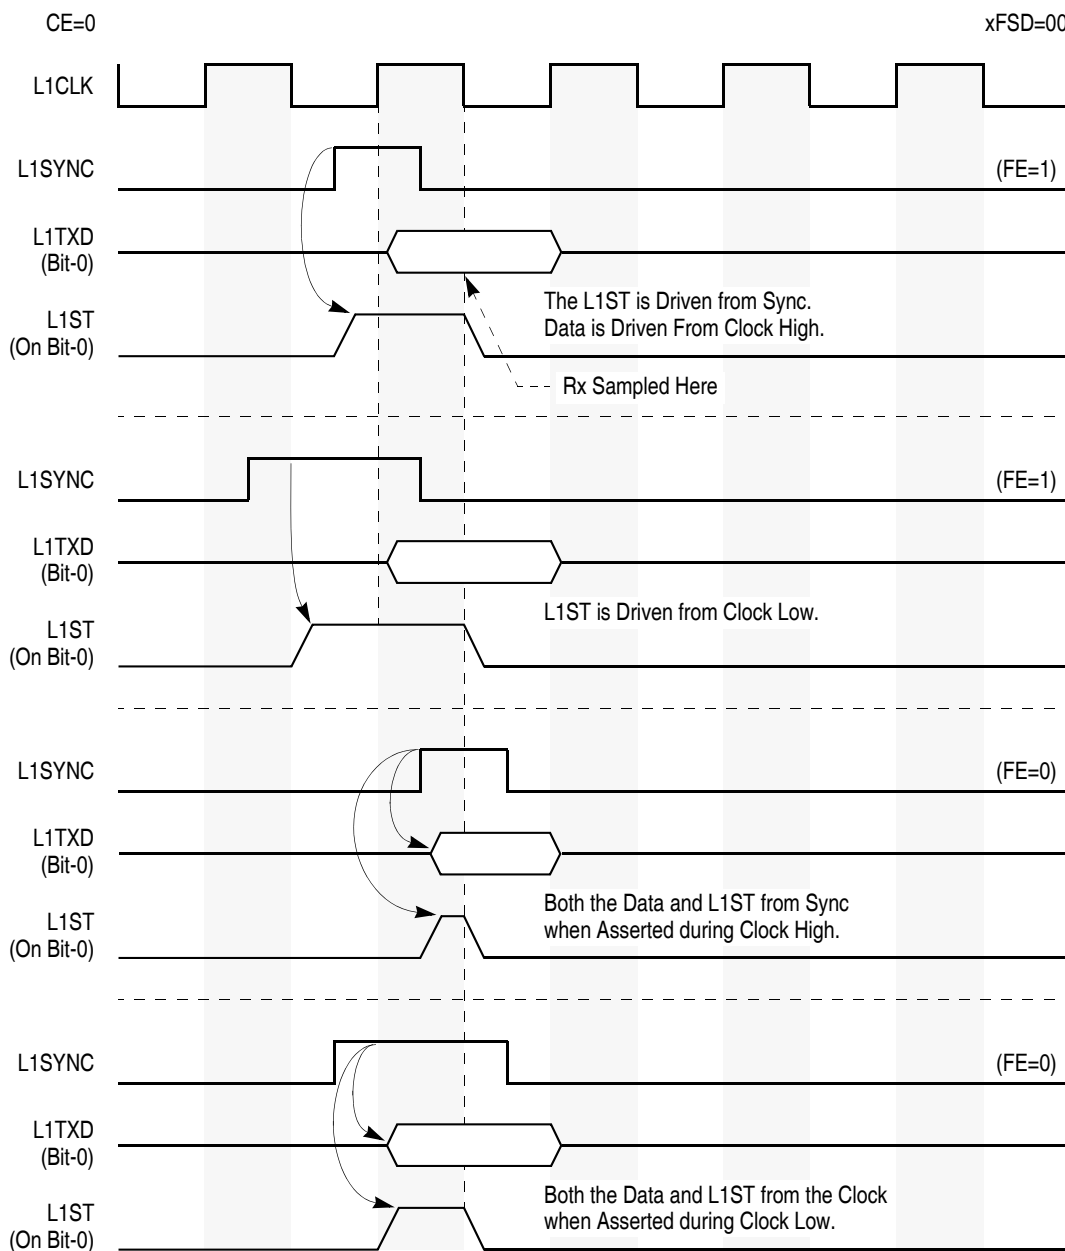 CE=0
xFSD=00
L1CLK
L1SYNC
(FE=1)
L1TXD
(Bit-0)
The L1ST is Driven from Sync.
Data is Driven From Clock High.
L1ST
(On Bit-0)
Rx Sampled Here
L1SYNC
(FE=1)
L1TXD
(Bit-0)
L1ST is Driven from Clock Low.
L1ST
(On Bit-0)
L1SYNC
(FE=0)
L1TXD
(Bit-0)
Both the Data and L1ST from Sync
when Asserted during Clock High.
L1ST
(On Bit-0)
L1SYNC
(FE=0)
L1TXD
(Bit-0)
Both the Data and L1ST from the Clock
when Asserted during Clock Low.
L1ST
(On Bit-0)